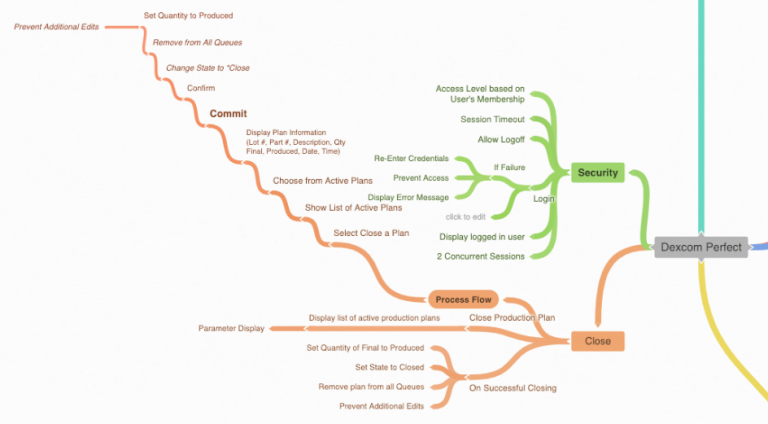 Set Quantity to Produced
Prevent Additional Edits
Remove from All Queues
Change State to "Close
Confirm
Commit
Display Plan Information
(Lot #, Part #, Description, Qty
Final, Produced, Date, Time)
Choose from Active Plans
Show List of Active Plans
Select Close a Plan
Process Flow
Access Level based on
User's Membership
Session Timeout
Allow Logoff
Re-Enter Credentials
If Failure
Prevent Access
Display Error Message
Login
click to edit
Display logged in user
2 Concurrent Sessions
Security
Dexcom Perfect
Close
Close Production Plan
Display list of active production plans
Parameter Display
Set Quantity of Final to Produced
Set State to Closed
Remove plan from all Queues
Prevent Additional Edits
On Successful Closing